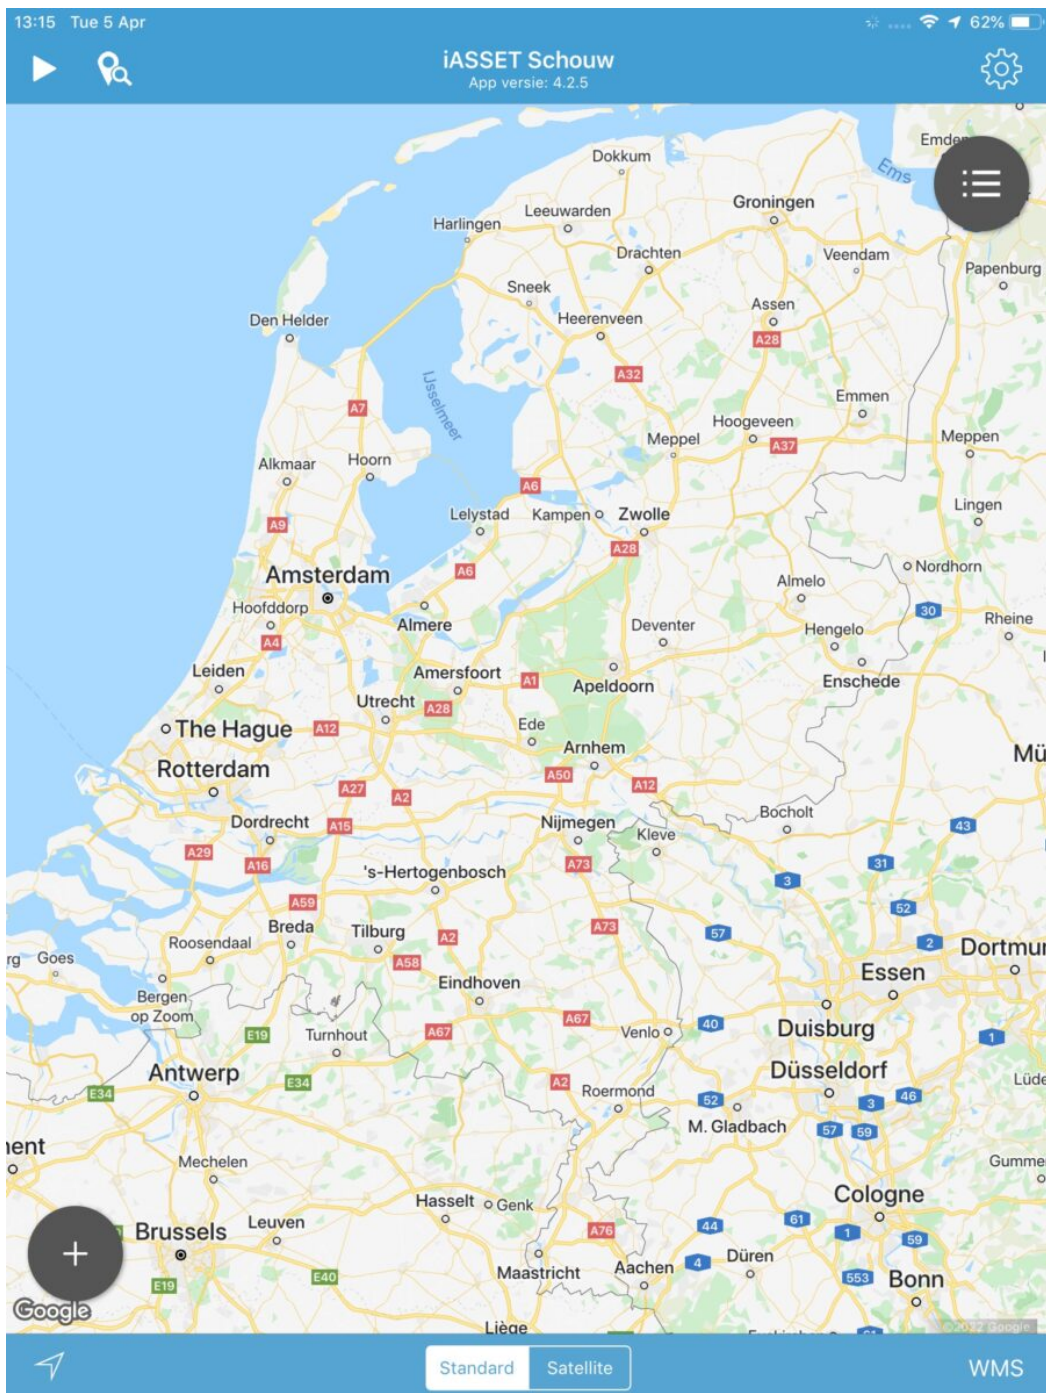 13:15 Tue 5 Apr
62%
iASSET Schouw
App versie: 4.2.5
Emden
Dokkum
Ems
Groningen
Leeuwarden
Harlingen
Drachten
Veendam
Papenburg
Sneek
Assen
Den Helder
Heerenveen
A28
A32
IJsselmeer
Emmen
A7
Hoogeveen
Meppel
A37
Meppen
Alkmaar
Hoorn
A6
Lingen
Lelystad
Kampen
Zwolle
A9
A28
Nordhorn
Amsterdam
A6
Almelo
Hoofddorp
30
Rheine
Almere
Deventer
Hengelo
A4
Leiden
Amersfoort
A1
Apeldoorn
Enschede
Utrecht
A28
The Hague
A12
Ede
Arnhem
Mü
Rotterdam
A50
A12
A27
A2
Bocholt
Dordrecht
A15
Nijmegen
Kleve
43
A29
A16
A73
31
's-Hertogenbosch
3
A59
52
Breda
Tilburg
A2
A73
57
2
Dortmur
Roosendaal
rg
Goes
A58
Essen
Eindhoven
Bergen
op Zoom
E19
Turnhout
A67
A67
Venlo
40
Duisburg
1
Antwerp
Düsseldorf
E34
E34
A2
Roermond
52
3
46
Lüde
M. Gladbach
57
59
nent
Mechelen
Gumme
Hasselt
Genk
Cologne
Brussels
Leuven
A76
44
61
1
59
Maastricht
Aachen
4
Düren
E19
E40
553
Bonn
Google
Liège
61
©2022 Google
Standard
Satellite
WMS